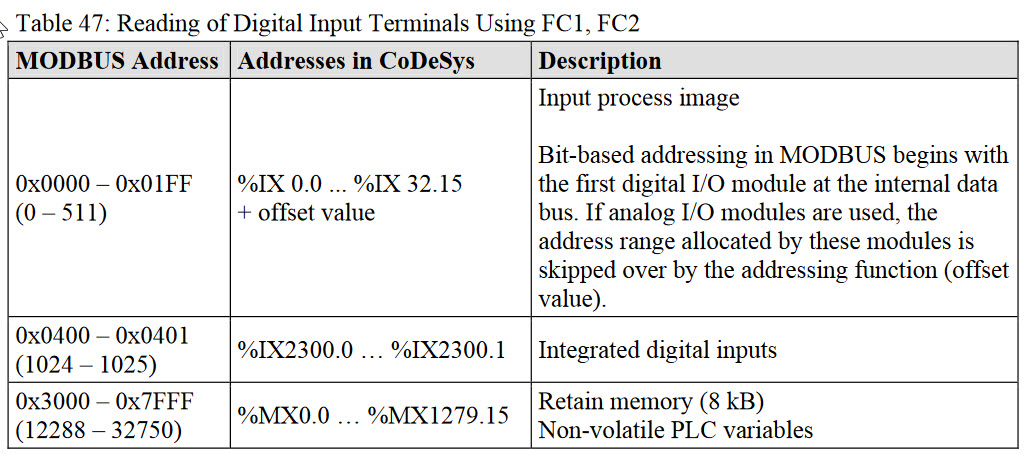 Table 47: Reading of Digital Input Terminals Using FC1, FC2
MODBUS Address Addresses in CoDeSys Description
0x0000 – 0x01FF
(0 – 511)
%IX 0.0 ... %IX 32.15
+ offset value
Input process image
Bit-based addressing in MODBUS begins with
the first digital I/O module at the internal data
bus. If analog I/O modules are used, the
address range allocated by these modules is
skipped over by the addressing function (offset
value).
0x0400 – 0x0401
(1024 – 1025)
%IX2300.0 … %IX2300.1
Integrated digital inputs
0x3000 – 0x7FFF
(12288 – 32750)
%MX0.0 … %MX1279.15
Retain memory (8 kB)
Non-volatile PLC variables